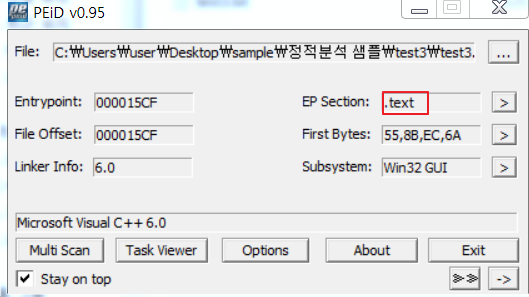 PEiD v0.95
File: C:₩Users₩user₩Desktop₩sample₩정적분석 샘플₩test3₩test3. ...
Entrypoint: 000015CF EP Section: .text >
File Offset: 000015CF First Bytes: 55,8B,EC,6A >
Linker Info: 6.0 Subsystem: Win32 GUI >
Microsoft Visual C++ 6.0
Multi Scan Task Viewer Options About Exit
Stay on top >> ->